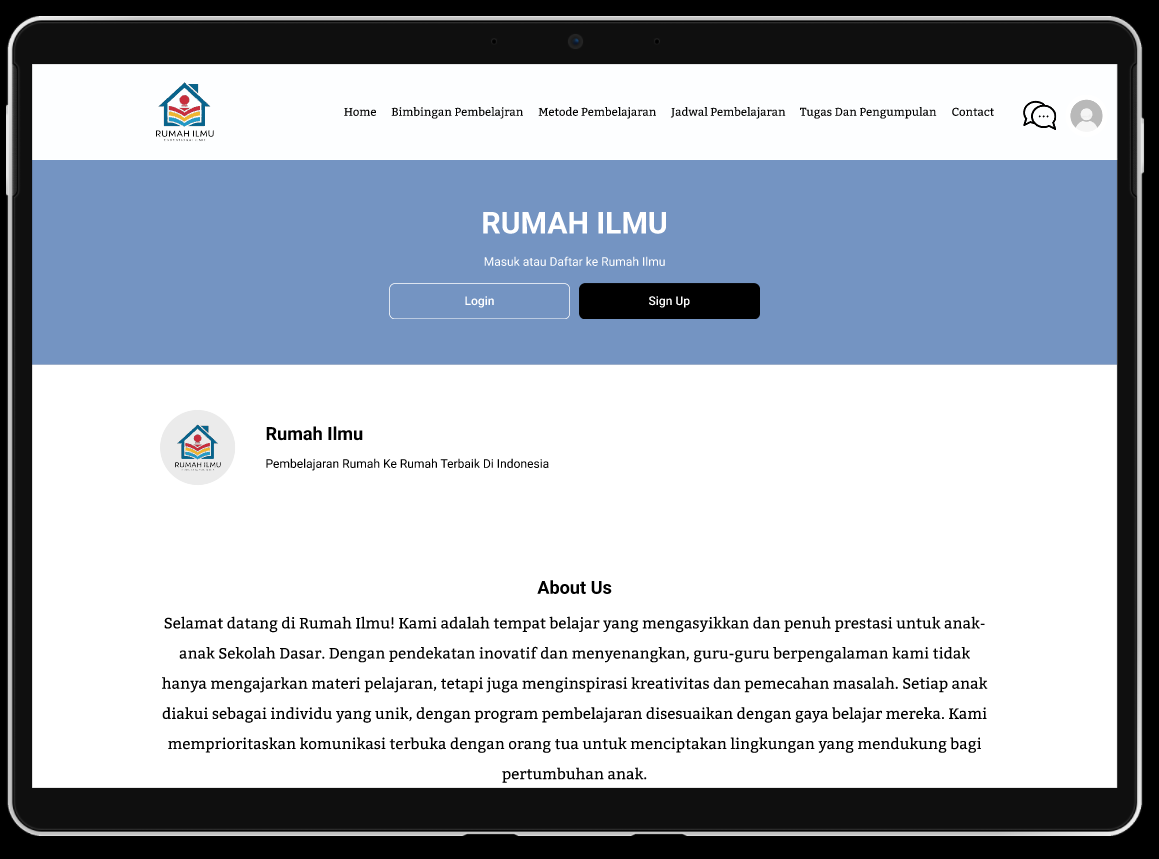 RUMAH ILMU
Home Bimbingan Pembelajran Metode Pembelajaran Jadwal Pembelajaran Tugas Dan Pengumpulan Contact
RUMAH ILMU
Masuk atau Daftar ke Rumah Ilmu
Login Sign Up
RUMAH ILMU
Rumah Ilmu
Pembelajaran Rumah Ke Rumah Terbaik Di Indonesia
About Us
Selamat datang di Rumah Ilmu! Kami adalah tempat belajar yang mengasyikkan dan penuh prestasi untuk anak-
anak Sekolah Dasar. Dengan pendekatan inovatif dan menyenangkan, guru-guru berpengalaman kami tidak
hanya mengajarkan materi pelajaran, tetapi juga menginspirasi kreativitas dan pemecahan masalah. Setiap anak
diakui sebagai individu yang unik, dengan program pembelajaran disesuaikan dengan gaya belajar mereka. Kami
memprioritaskan komunikasi terbuka dengan orang tua untuk menciptakan lingkungan yang mendukung bagi
pertumbuhan anak.